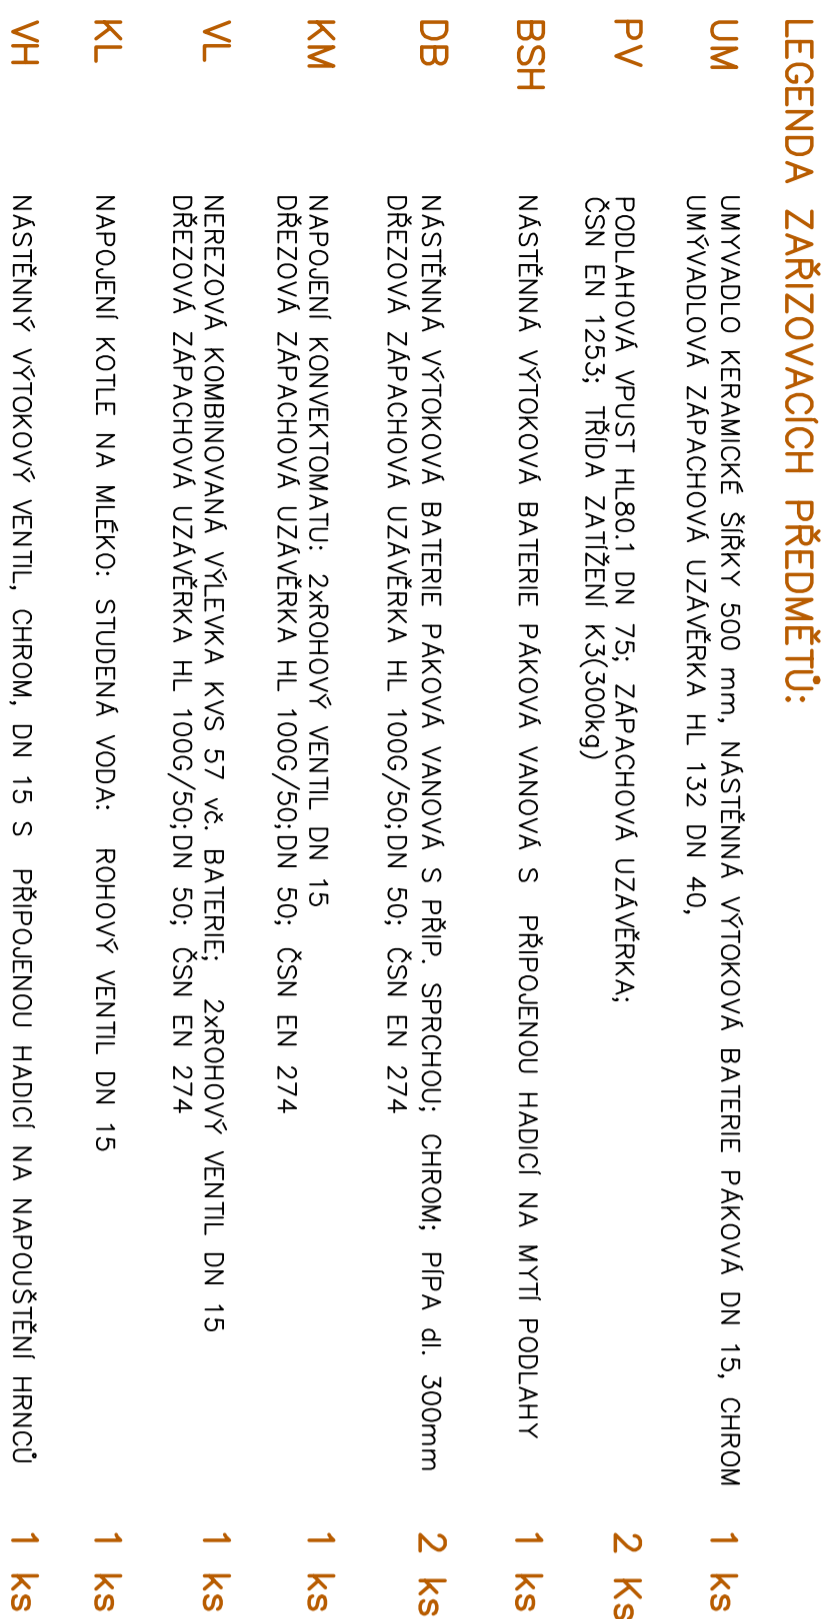 LEGENDA ZAŘIZOVACÍCH PŘEDMĚTŮ:
UM UMYVADLO KERAMICKÉ ŠÍŘKY 500 mm, NÁSTĚNNÁ VÝTOKOVÁ BATERIE PÁKOVÁ DN 15, CHROM 1 ks
UMÝVADLOVÁ ZÁPACHOVÁ UZÁVĚRKA HL 132 DN 40,
PV PODLAHOVÁ VPUST HL80.1 DN 75; ZÁPACHOVÁ UZÁVĚRKA; 2 Ks
ČSN EN 1253; TŘÍDA ZATÍŽENÍ K3(300kg)
BSH NÁSTĚNNÁ VÝTOKOVÁ BATERIE PÁKOVÁ VANOVÁ S PŘIPOJENOU HADICÍ NA MYTÍ PODLAHY 1 ks
DB NÁSTĚNNÁ VÝTOKOVÁ BATERIE PÁKOVÁ VANOVÁ S PŘIP. SPRCHOU; CHROM; PÍPA dl. 300mm 2 ks
DŘEZOVÁ ZÁPACHOVÁ UZÁVĚRKA HL 100G/50;DN 50; ČSN EN 274
KM NAPOJENÍ KONVEKTOMATU: 2xROHOVÝ VENTIL DN 15 1 ks
DŘEZOVÁ ZÁPACHOVÁ UZÁVĚRKA HL 100G/50;DN 50; ČSN EN 274
VL NEREZOVÁ KOMBINOVANÁ VÝLEVKA KVS 57 vč. BATERIE; 2xROHOVÝ VENTIL DN 15 1 ks
DŘEZOVÁ ZÁPACHOVÁ UZÁVĚRKA HL 100G/50;DN 50; ČSN EN 274
KL NAPOJENÍ KOTLE NA MLÉKO: STUDENÁ VODA: ROHOVÝ VENTIL DN 15 1 ks
VH NÁSTĚNNÝ VÝTOKOVÝ VENTIL, CHROM, DN 15 S PŘIPOJENOU HADICÍ NA NAPOUŠTĚNÍ HRNCŮ 1 ks